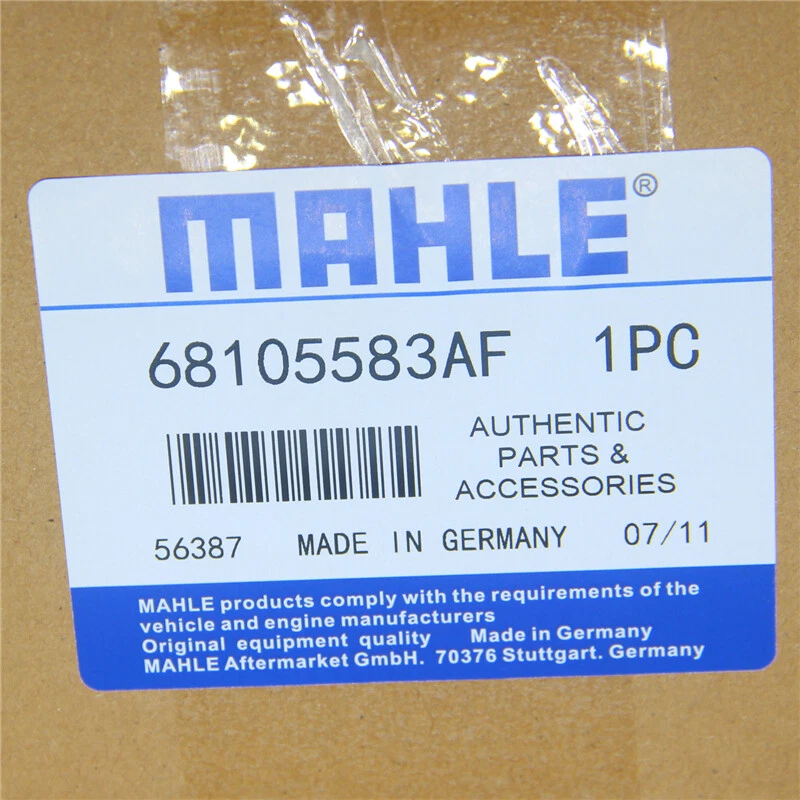 MAHLE®
68105583AF 1PC
AUTHENTIC
PARTS &
ACCESSORIES
56387 MADE IN GERMANY 07/11
MAHLE products comply with the requirements of the
vehicle and engine manufacturers
Original equipment quality Made in Germany
MAHLE Aftermarket GmbH. 70376 Stuttgart. Germany